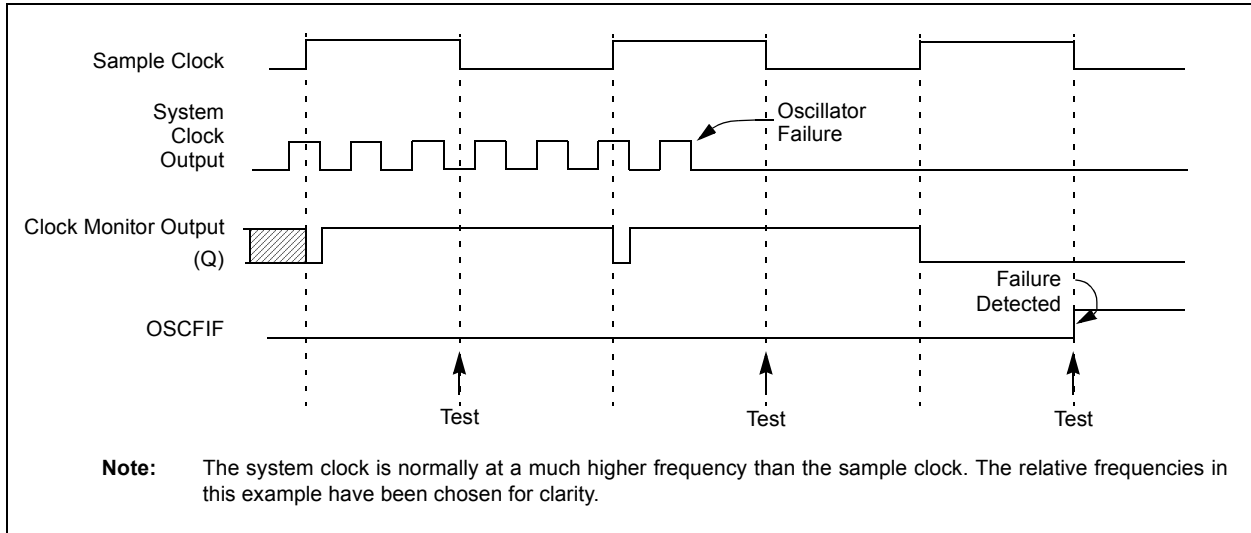 Sample Clock
System
Clock
Output
Oscillator
Failure
Clock Monitor Output
(Q)
Failure
Detected
OSCFIF
Test
Test
Test
Note: The system clock is normally at a much higher frequency than the sample clock. The relative frequencies in
this example have been chosen for clarity.